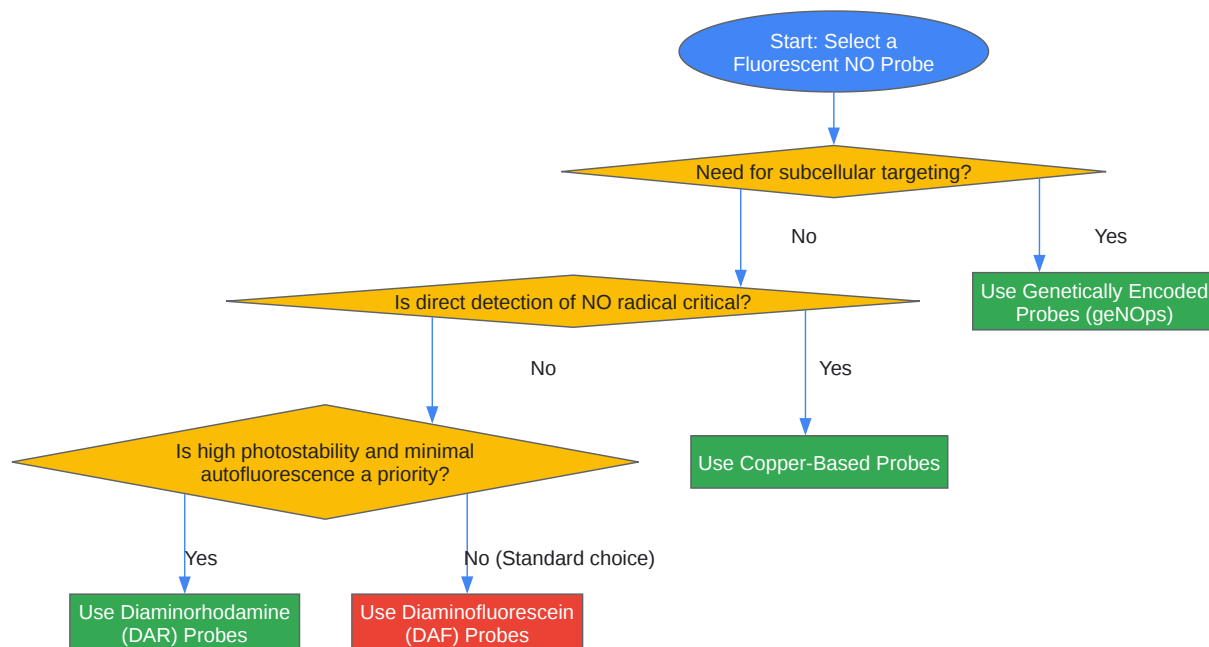 Start: Select a
Fluorescent NO Probe
Need for subcellular targeting?
No
Yes
Is direct detection of NO radical critical?
Use Genetically Encoded
Probes (geNOps)
No
Yes
Is high photostability and minimal
autofluorescence a priority?
Use Copper-Based Probes
Yes
No (Standard choice)
Use Diaminorhodamine
(DAR) Probes
Use Diaminofluorescein
(DAF) Probes